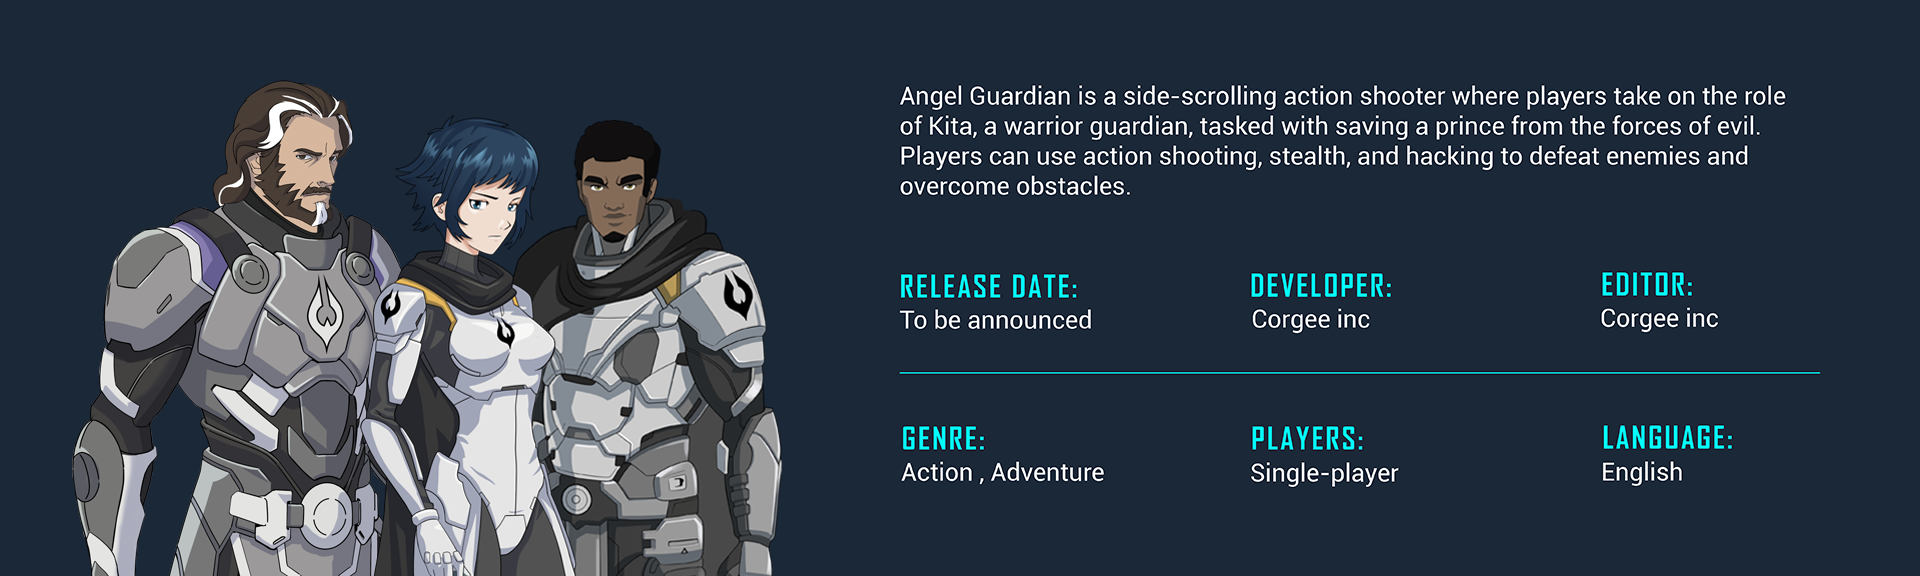 Angel Guardian is a side-scrolling action shooter where players take on the role
of Kita, a warrior guardian, tasked with saving a prince from the forces of evil.
Players can use action shooting, stealth, and hacking to defeat enemies and
overcome obstacles.
RELEASE DATE:
To be announced
DEVELOPER:
Corgee inc
EDITOR:
Corgee inc
GENRE:
Action , Adventure
PLAYERS:
Single-player
LANGUAGE:
English